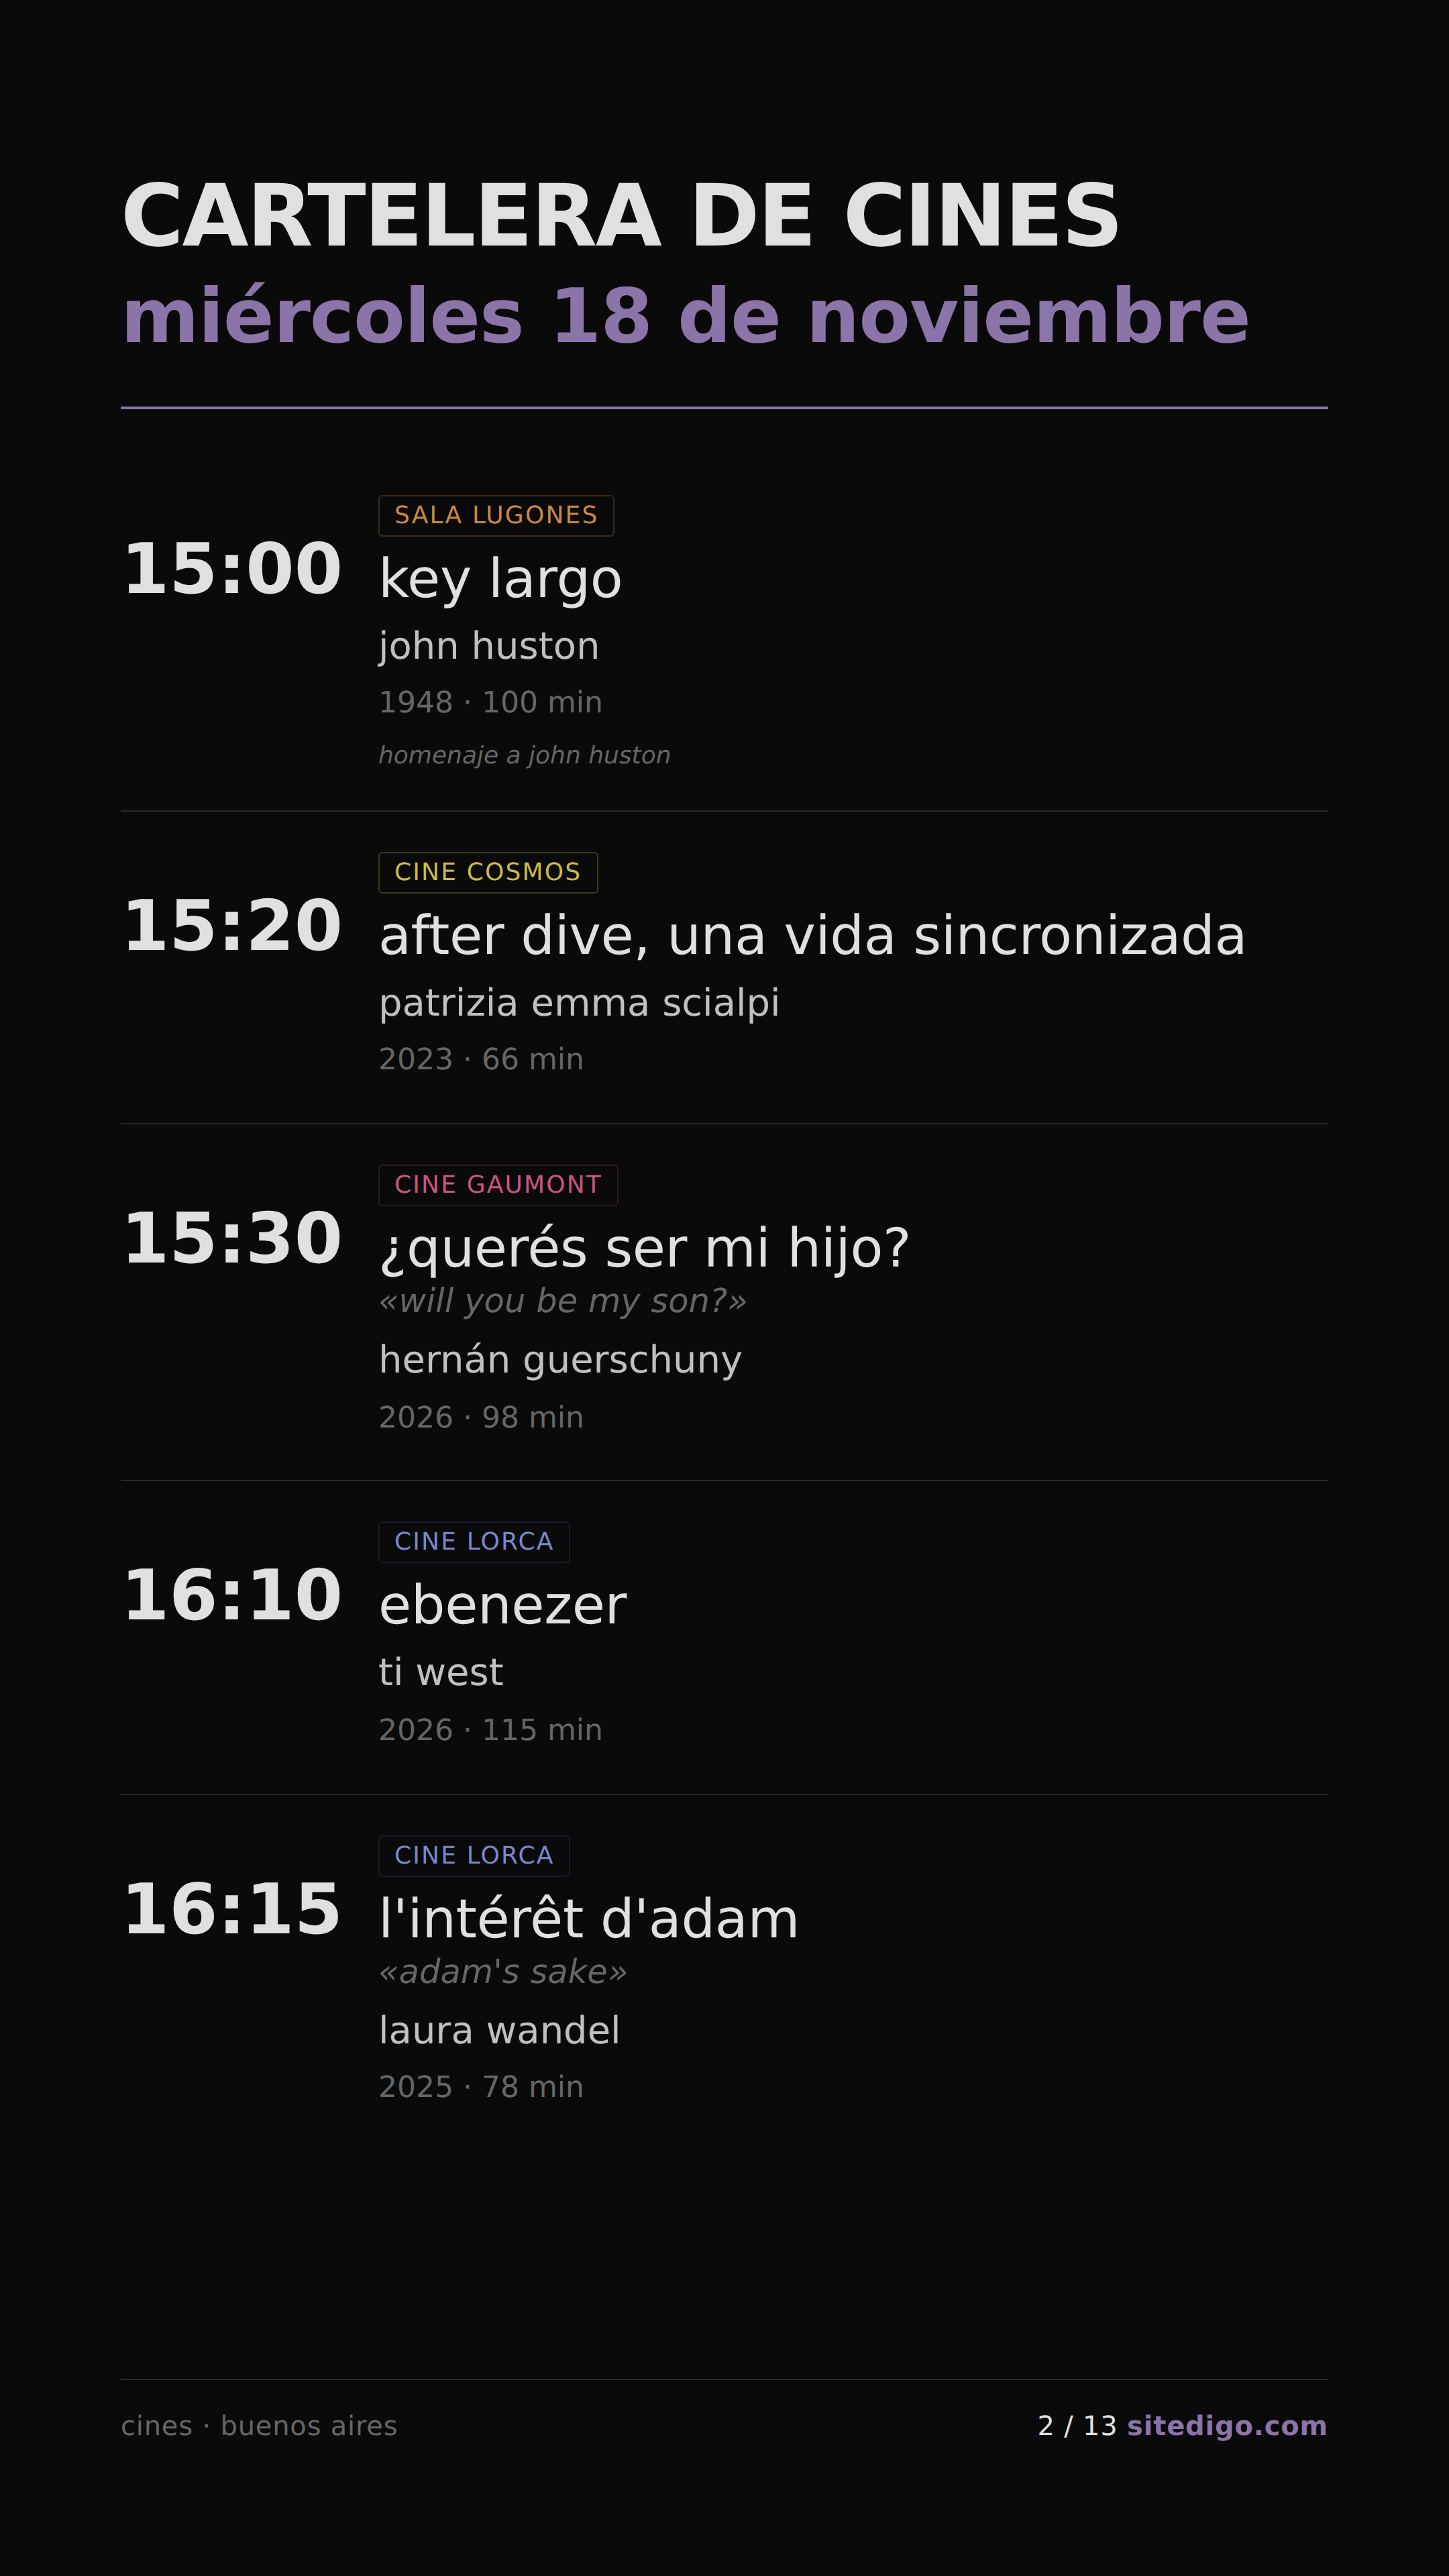 CARTELERA DE CINES
miércoles 18 de noviembre
SALA LUGONES
15:00
key largo
john huston
1948 · 100 min
homenaje a john huston
CINE COSMOS
15:20
after dive, una vida sincronizada
patrizia emma scialpi
2023 · 66 min
CINE GAUMONT
15:30
¿querés ser mi hijo?
«will you be my son?»
hernán guerschuny
2026 · 98 min
CINE LORCA
16:10
ebenezer
ti west
2026 · 115 min
CINE LORCA
16:15
l'intérêt d'adam
«adam's sake»
laura wandel
2025 · 78 min
cines · buenos aires
2 / 13 sitedigo.com